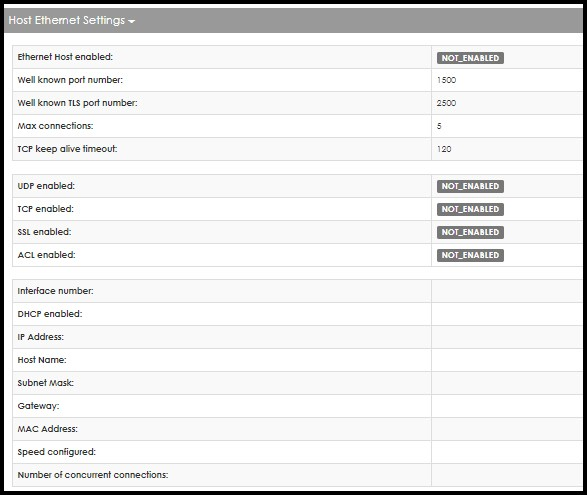 Host Ethernet Settings
Ethernet Host enabled: NOT_ENABLED
Well known port number: 1500
Well known TLS port number: 2500
Max connections: 5
TCP keep alive timeout: 120
UDP enabled: NOT_ENABLED
TCP enabled: NOT_ENABLED
SSL enabled: NOT_ENABLED
ACL enabled: NOT_ENABLED
Interface number:
DHCP enabled:
IP Address:
Host Name:
Subnet Mask:
Gateway:
MAC Address:
Speed configured:
Number of concurrent connections: